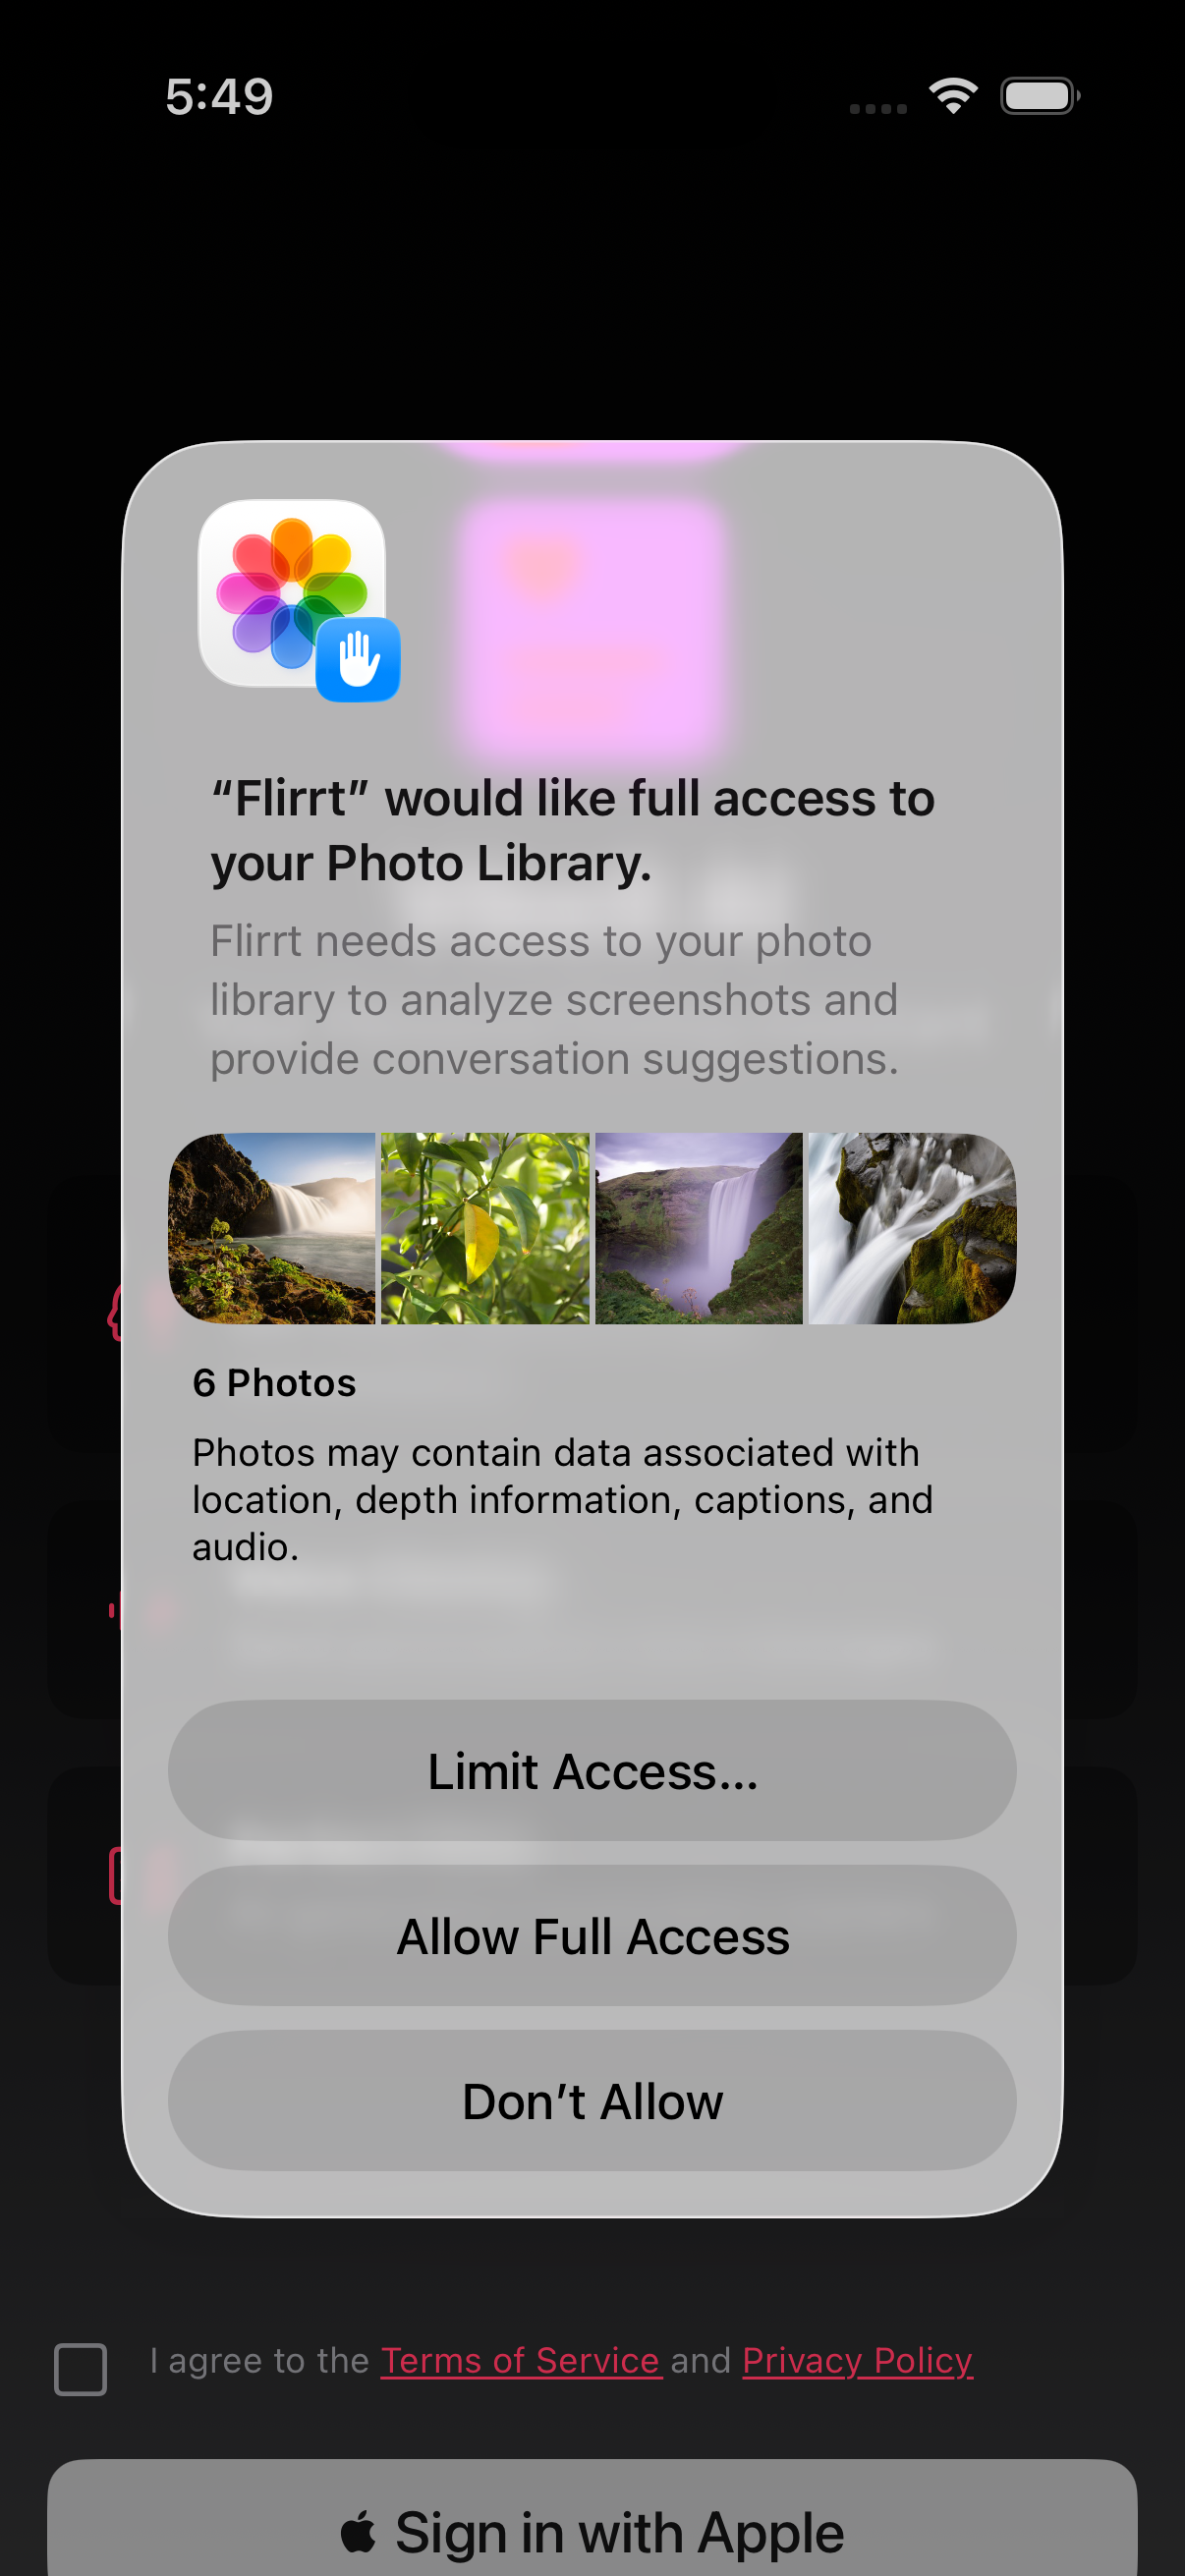 5:49
“Flirrt” would like full access to
your Photo Library.
Flirrt needs access to your photo
library to analyze screenshots and
provide conversation suggestions.
6 Photos
Photos may contain data associated with
location, depth information, captions, and
audio.
Limit Access...
Allow Full Access
Don’t Allow
I agree to the Terms of Service and Privacy Policy
Sign in with Apple